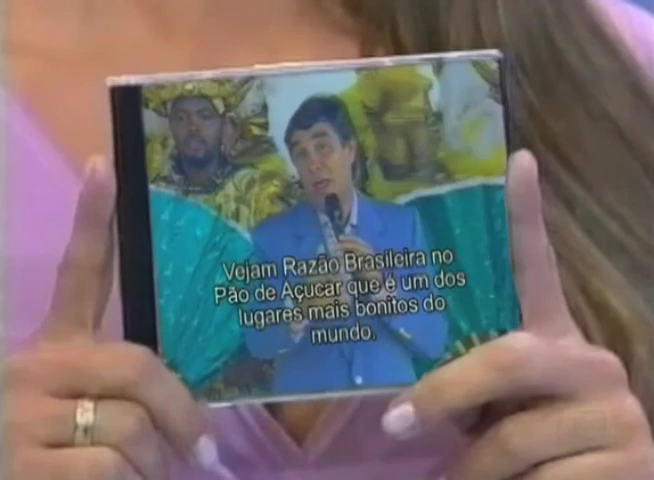 Vejam Razão Brasileira no
Pão de Açucar que é um dos
lugares mais bonitos do
mundo.